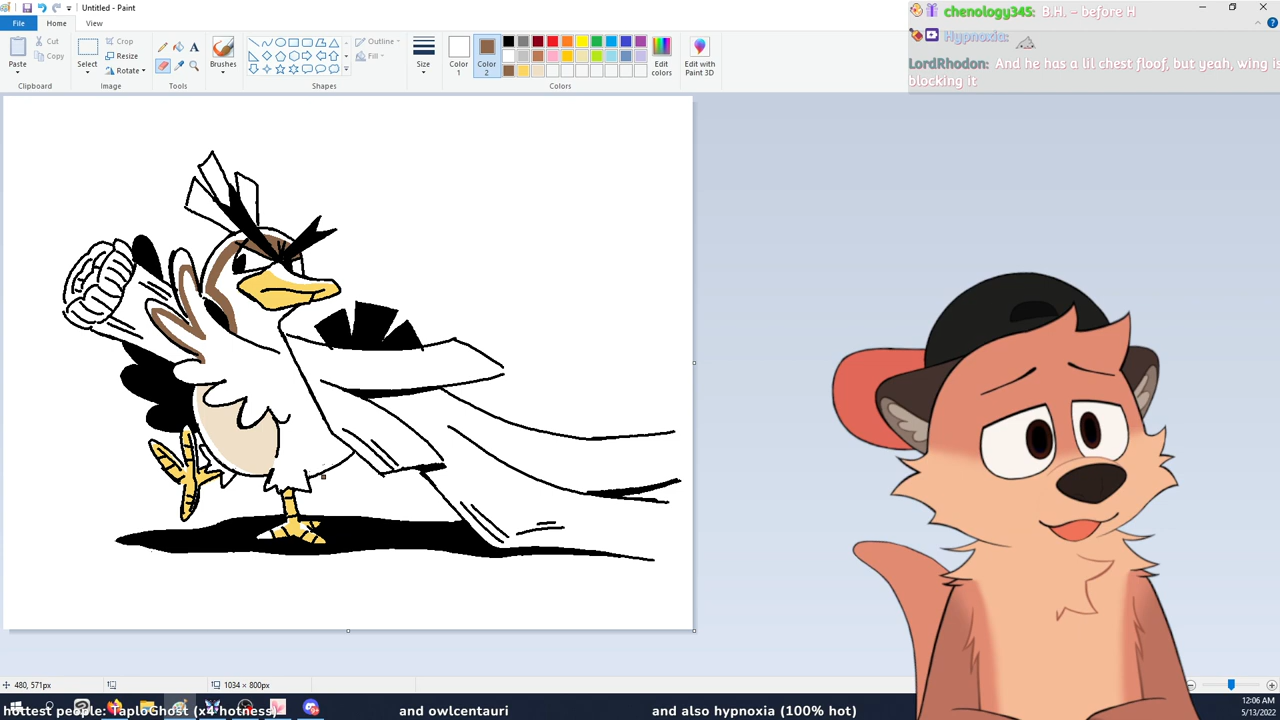 Untitled - Paint
File
Home
View
Paste
Cut
Copy
Clipboard
Select
Crop
Resize
Rotate
Image
Tools
Brushes
Shapes
Outline
Fill
Size
Color 1
Color 2
Edit colors
Edit with Paint 3D
Colors
chenology345: B.H. - before H
Hypnoxia:
LordRhodon: And he has a lil chest floof, but yeah, wing is
blocking it
480, 571px
1034 × 800px
12:06 AM
5/13/2022
hottest people: TaploGhost (x4 hotness)
and owlcentauri
and also hypnoxia (100% hot)